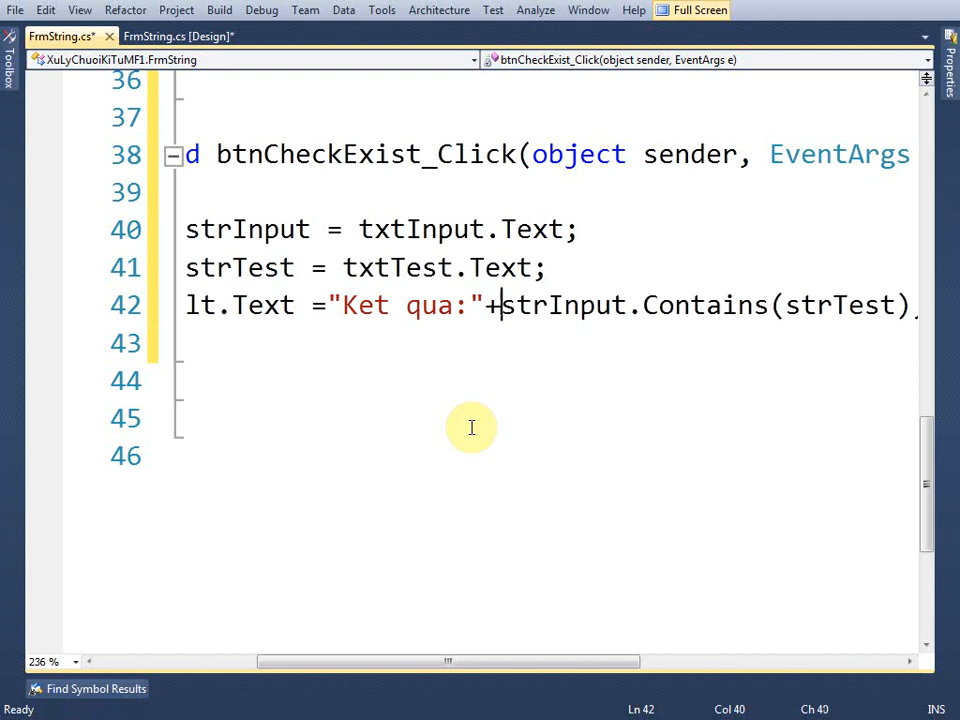 File Edit View Refactor Project Build Debug Team Data Tools Architecture Test Analyze Window Help Full Screen
FrmString.cs* FrmString.cs [Design]*
Toolbox
XuLyChuoiKiTuMF1.FrmString btnCheckExist_Click(object sender, EventArgs e)
Properties
36
37
38 d btnCheckExist_Click(object sender, EventArgs
39
40 strInput = txtInput.Text;
41 strTest = txtTest.Text;
42 lt.Text ="Ket qua:"+strInput.Contains(strTest);
43
44
45
46
236 %
Find Symbol Results
Ready Ln 42 Col 40 Ch 40 INS